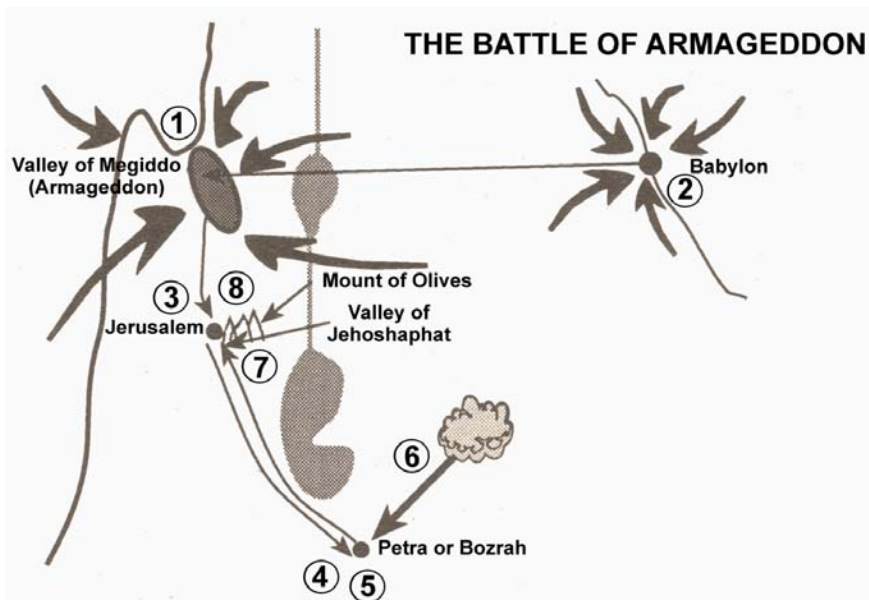 THE BATTLE OF ARMAGEDDON
1
Valley of Megiddo
(Armageddon)
Babylon
2
3
8
Mount of Olives
Jerusalem
Valley of
Jehoshaphat
7
6
Petra or Bozrah
4
5